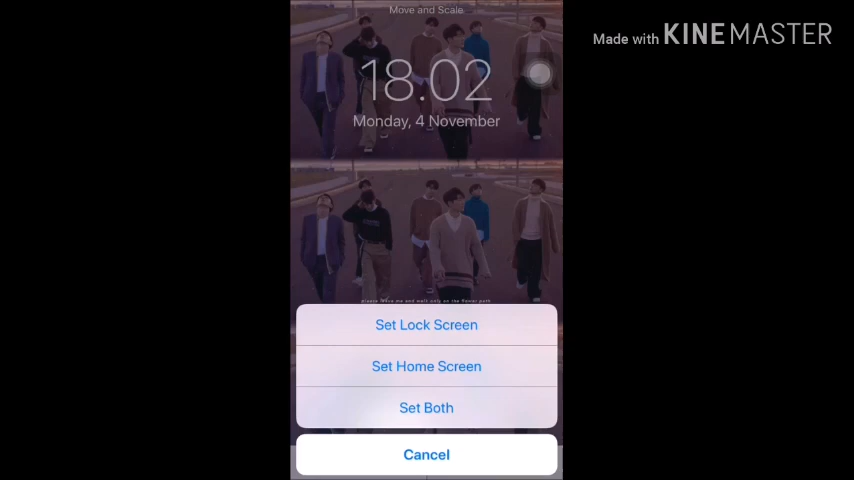 Move and Scale
Made with KINEMASTER
18.02
Monday, 4 November
Set Lock Screen
Set Home Screen
Set Both
Cancel